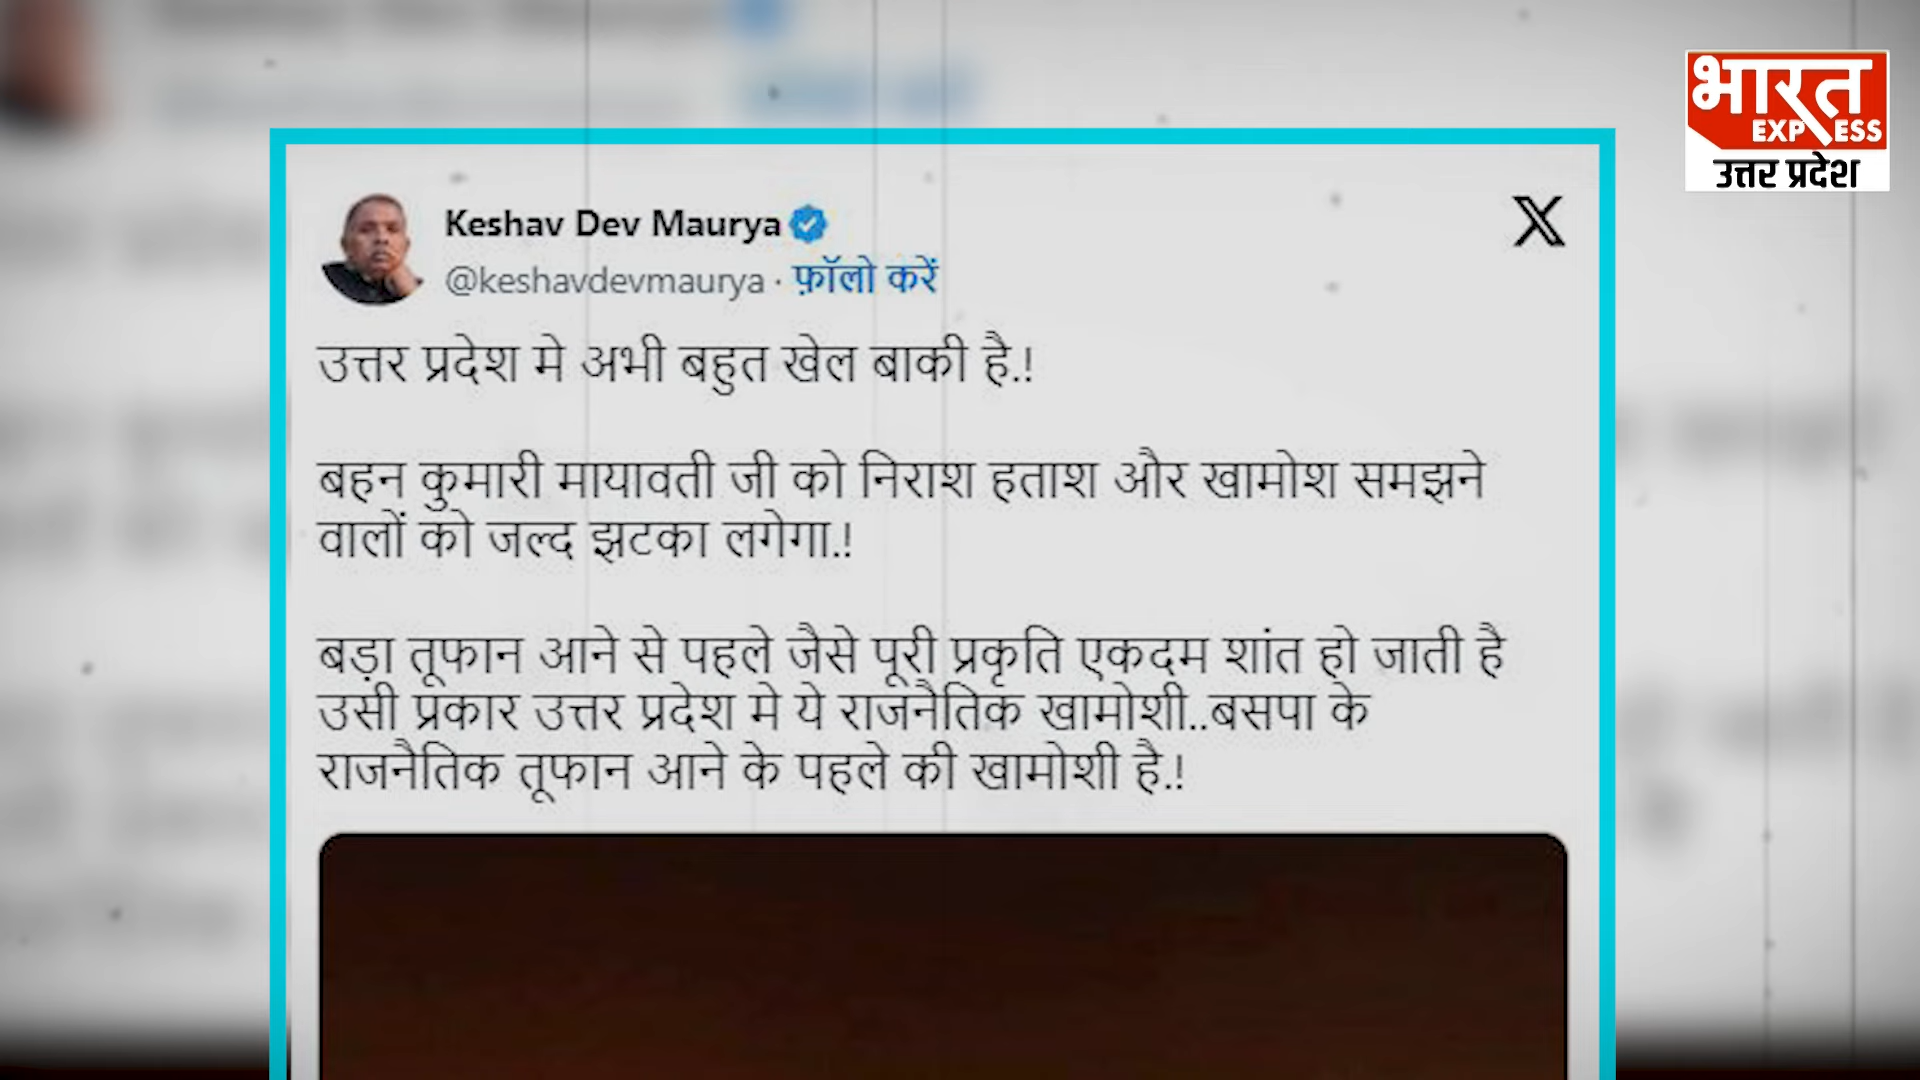 भारत
EXPRESS
उत्तर प्रदेश
Keshav Dev Maurya
@keshavdevmaurya · फ़ॉलो करें
उत्तर प्रदेश मे अभी बहुत खेल बाकी है.!
बहन कुमारी मायावती जी को निराश हताश और खामोश समझने
वालों को जल्द झटका लगेगा.!
बड़ा तूफान आने से पहले जैसे पूरी प्रकृति एकदम शांत हो जाती है
उसी प्रकार उत्तर प्रदेश मे ये राजनैतिक खामोशी..बसपा के
राजनैतिक तूफान आने के पहले की खामोशी है.!